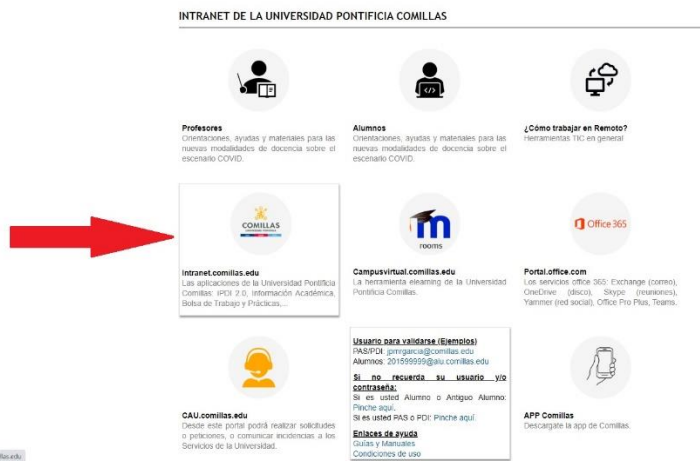 INTRANET DE LA UNIVERSIDAD PONTIFICIA COMILLAS
Profesores
Orientaciones, ayudas y materiales para las
nuevas modalidades de docencia sobre el
escenario COVID.
Alumnos
Orientaciones, ayudas y materiales para las
nuevas modalidades de docencia sobre el
escenario COVID.
¿Cómo trabajar en Remoto?
Herramientas TIC en general
COMILLAS
intranet.comillas.edu
Las aplicaciones de la Universidad Pontificia
Comillas: IPDI 2.0, Información Académica,
Bolsa de Trabajo y Prácticas,...
m
rooms
Campusvirtual.comillas.edu
La herramienta elearning de la Universidad
Pontificia Comillas.
Office 365
Portal.office.com
Los servicios office 365: Exchange (correo),
OneDrive (disco), Skype (reuniones),
Yammer (red social), Office Pro Plus, Teams.
CAU.comillas.edu
Desde este portal podrá realizar solicitudes
o peticiones, o comunicar incidencias a los
Servicios de la Universidad.
Usuario para validarse (Ejemplos)
PAS/PDI: jpmrgarcia@comillas.edu
Alumnos: 201599999@alu.comillas.edu
Si no recuerda su usuario y/o
contraseña:
Si es usted Alumno o Antiguo Alumno:
Pinche aquí.
Si es usted PAS o PDI: Pinche aquí
Enlaces de ayuda
Guías y Manuales
Condiciones de uso
APP Comillas
Descargate la app de Comillas.